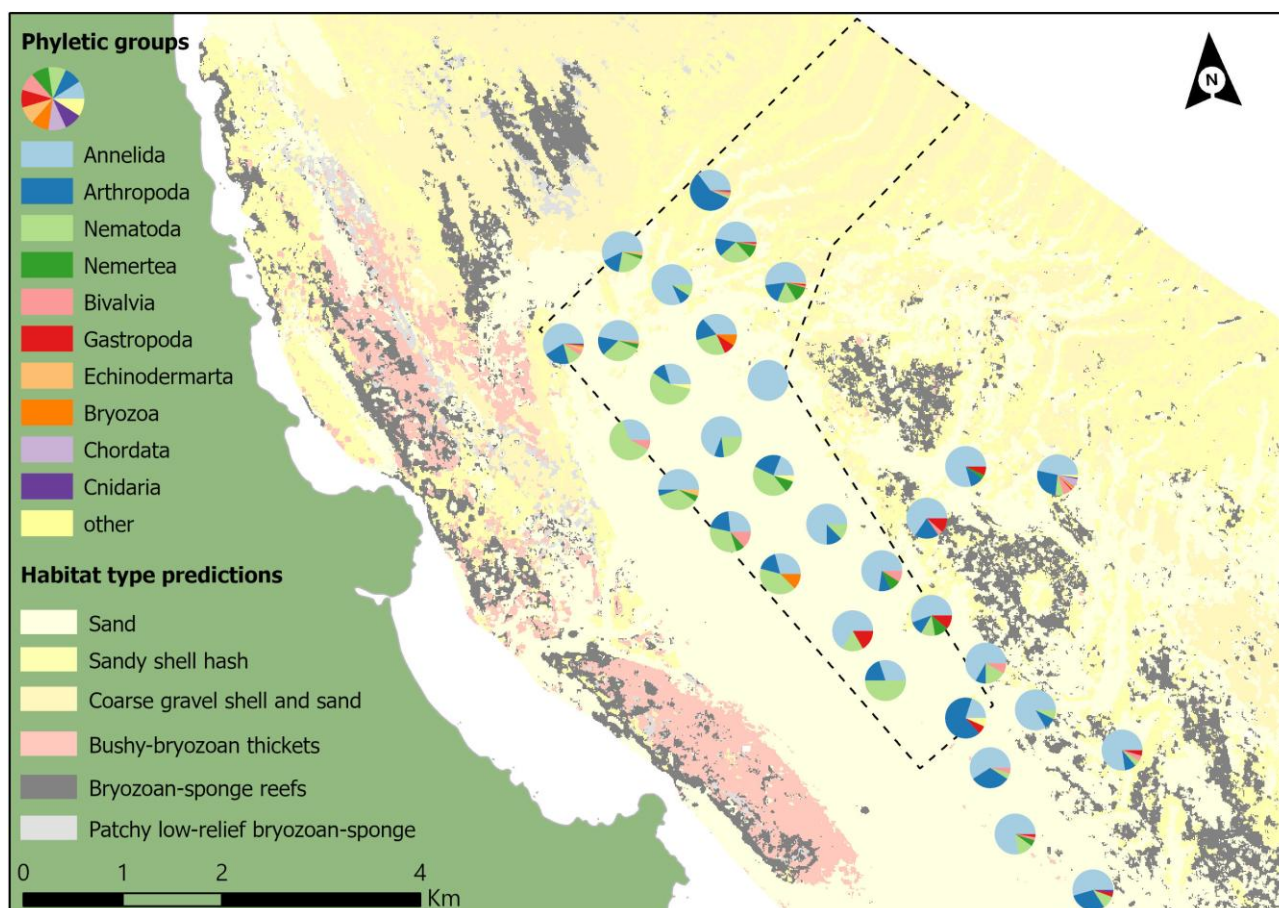 Phyletic groups
Annelida
Arthropoda
Nematoda
Nemertea
Bivalvia
Gastropoda
Echinodermarta
Bryozoa
Chordata
Cnidaria
other
Habitat type predictions
Sand
Sandy shell hash
Coarse gravel shell and sand
Bushy-bryozoan thickets
Bryozoan-sponge reefs
Patchy low-relief bryozoan-sponge
0 1 2 4
Km
N